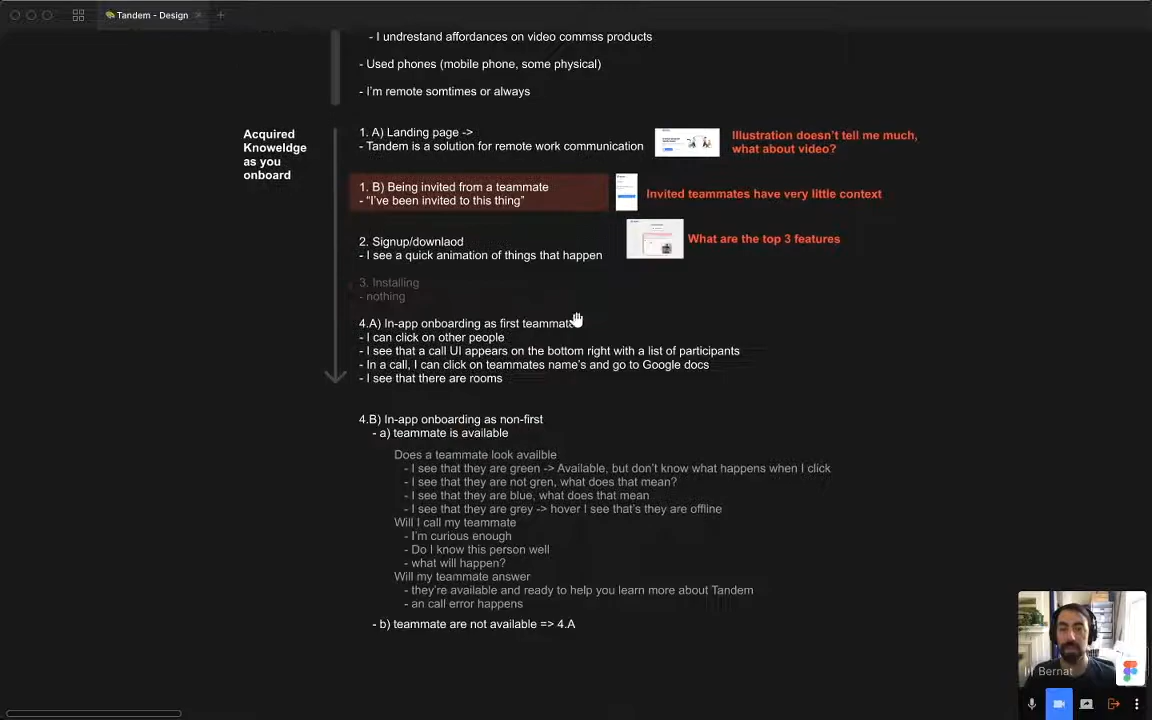 Tandem - Design
- I undrestand affordances on video commss products
- Used phones (mobile phone, some physical)
- I'm remote somtimes or always
Acquired
Knoweldge
as you
onboard
1. A) Landing page ->
- Tandem is a solution for remote work communication
Illustration doesn't tell me much,
what about video?
1. B) Being invited from a teammate
- "I've been invited to this thing"
Invited teammates have very little context
2. Signup/downlaod
- I see a quick animation of things that happen
What are the top 3 features
3. Installing
- nothing
4.A) In-app onboarding as first teammate
- I can click on other people
- I see that a call UI appears on the bottom right with a list of participants
- In a call, I can click on teammates name's and go to Google docs
- I see that there are rooms
4.B) In-app onboarding as non-first
- a) teammate is available
Does a teammate look availble
- I see that they are green -> Available, but don't know what happens when I click
- I see that they are not gren, what does that mean?
- I see that they are blue, what does that mean
- I see that they are grey -> hover I see that's they are offline
Will I call my teammate
- I'm curious enough
- Do I know this person well
- what will happen?
Will my teammate answer
- they're available and ready to help you learn more about Tandem
- an call error happens
- b) teammate are not available => 4.A
Bernat